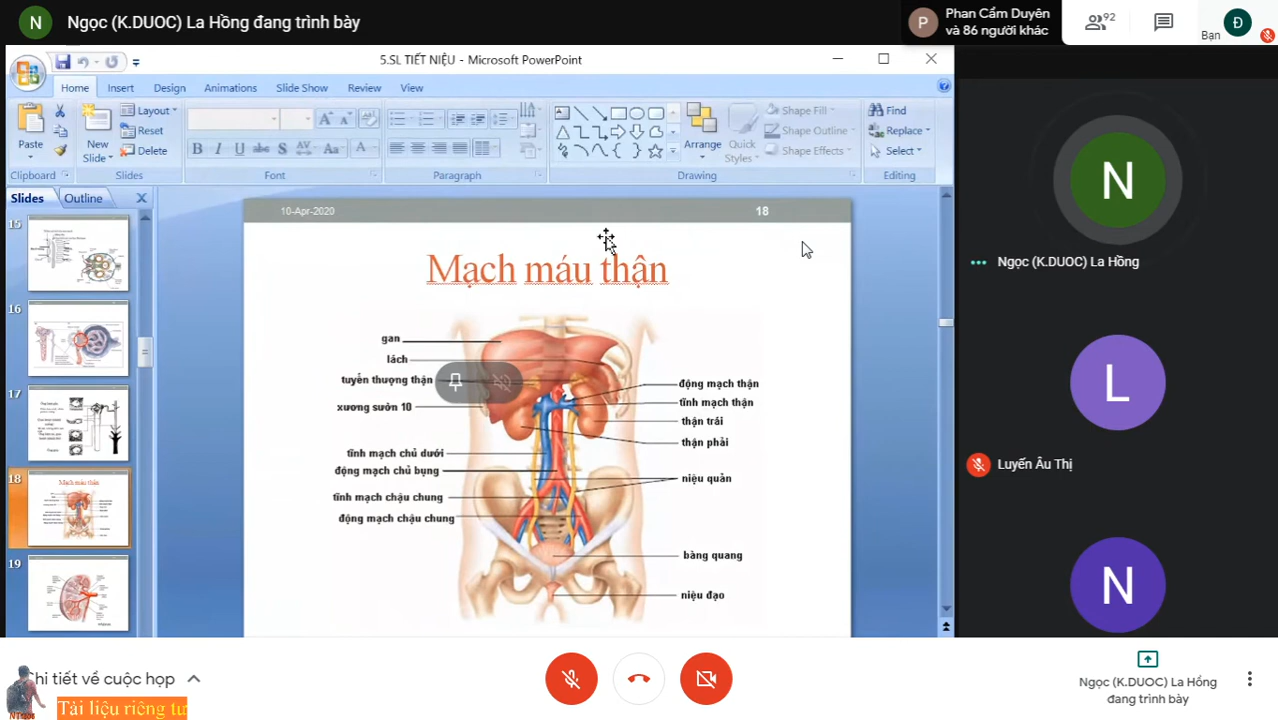 N Ngọc (K.DUOC) La Hồng đang trình bày
P Phan Cẩm Duyên
và 86 người khác
92
Bạn
Đ
5.SL TIẾT NIỆU - Microsoft PowerPoint
Home Insert Design Animations Slide Show Review View
Paste
New
Slide
Layout
Reset
Delete
B I U abc S AV Aa A
Arrange
Quick
Styles
Shape Fill
Shape Outline
Shape Effects
Find
Replace
Select
Clipboard Slides Font Paragraph Drawing Editing
Slides Outline
15
16
17
18
Mạch máu thận
19
10-Apr-2020 18
Mạch máu thận
gan
lách
tuyến thượng thận
xương sườn 10
tĩnh mạch chủ dưới
động mạch chủ bụng
tĩnh mạch chậu chung
động mạch chậu chung
động mạch thận
tĩnh mạch thận
thận trái
thận phải
niệu quản
bàng quang
niệu đạo
N
Ngọc (K.DUOC) La Hồng
L
Luyến Âu Thị
N
Chi tiết về cuộc họp
Tài liệu riêng tư
Ngọc (K.DUOC) La Hồng
đang trình bày